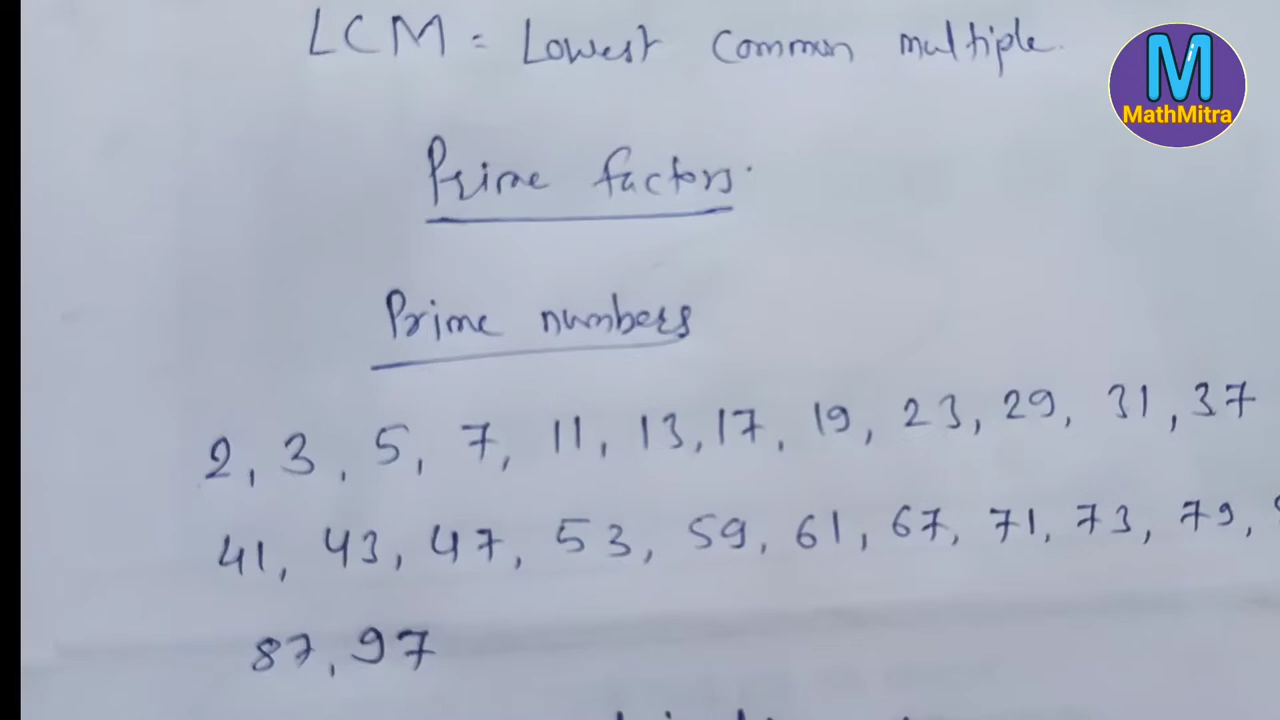 LCM = Lowest common multiple.
M
MathMitra
Prime factors.
Prime numbers
2, 3, 5, 7, 11, 13, 17, 19, 23, 29, 31, 37
41, 43, 47, 53, 59, 61, 67, 71, 73, 79,
87, 97